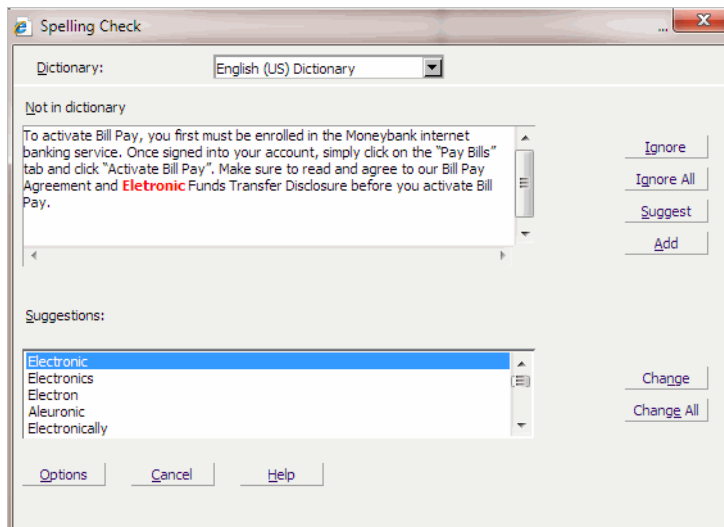 Spelling Check
...
Dictionary:
English (US) Dictionary
Not in dictionary
To activate Bill Pay, you first must be enrolled in the Moneybank internet
banking service. Once signed into your account, simply click on the “Pay Bills”
tab and click “Activate Bill Pay”. Make sure to read and agree to our Bill Pay
Agreement and Eletronic Funds Transfer Disclosure before you activate Bill
Pay.
Ignore
Ignore All
Suggest
Add
Suggestions:
Electronic
Electronics
Electron
Aleuronic
Electronically
Change
Change All
Options
Cancel
Help